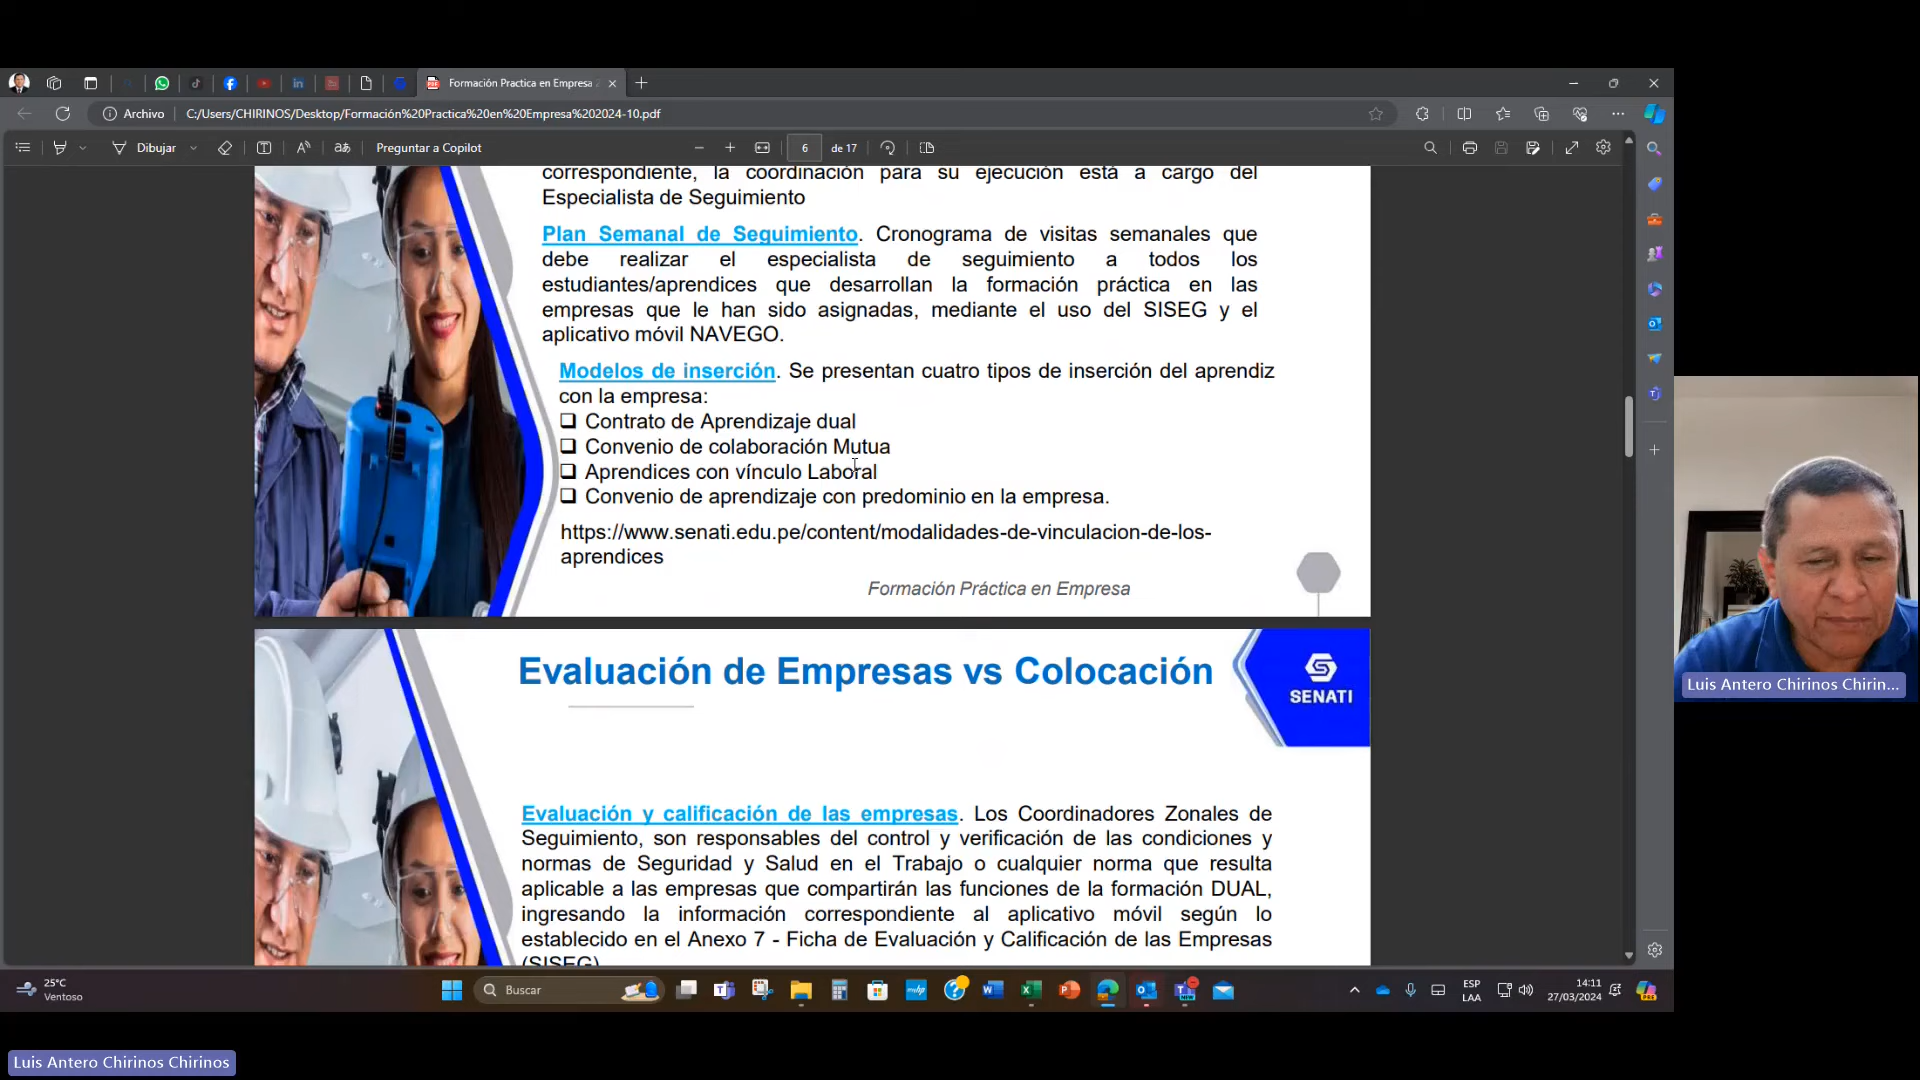 Formación Practica en Empresa 2
Archivo
C:/Users/CHIRINOS/Desktop/Formación%20Practica%20en%20Empresa%202024-10.pdf
Dibujar
Preguntar a Copilot
6
de 17
correspondiente, la coordinación para su ejecución está a cargo del
Especialista de Seguimiento
Plan Semanal de Seguimiento. Cronograma de visitas semanales que
debe realizar el especialista de seguimiento a todos los
estudiantes/aprendices que desarrollan la formación práctica en las
empresas que le han sido asignadas, mediante el uso del SISEG y el
aplicativo móvil NAVEGO.
Modelos de inserción. Se presentan cuatro tipos de inserción del aprendiz
con la empresa:
❑ Contrato de Aprendizaje dual
❑ Convenio de colaboración Mutua
❑ Aprendices con vínculo Laboral
❑ Convenio de aprendizaje con predominio en la empresa.
https://www.senati.edu.pe/content/modalidades-de-vinculacion-de-los-
aprendices
Formación Práctica en Empresa
Evaluación de Empresas vs Colocación
SENATI
Evaluación y calificación de las empresas. Los Coordinadores Zonales de
Seguimiento, son responsables del control y verificación de las condiciones y
normas de Seguridad y Salud en el Trabajo o cualquier norma que resulta
aplicable a las empresas que compartirán las funciones de la formación DUAL,
ingresando la información correspondiente al aplicativo móvil según lo
establecido en el Anexo 7 - Ficha de Evaluación y Calificación de las Empresas
(SISEG)
Luis Antero Chirinos Chirin...
25°C
Ventoso
Buscar
ESP
LAA
14:11
27/03/2024
Luis Antero Chirinos Chirinos